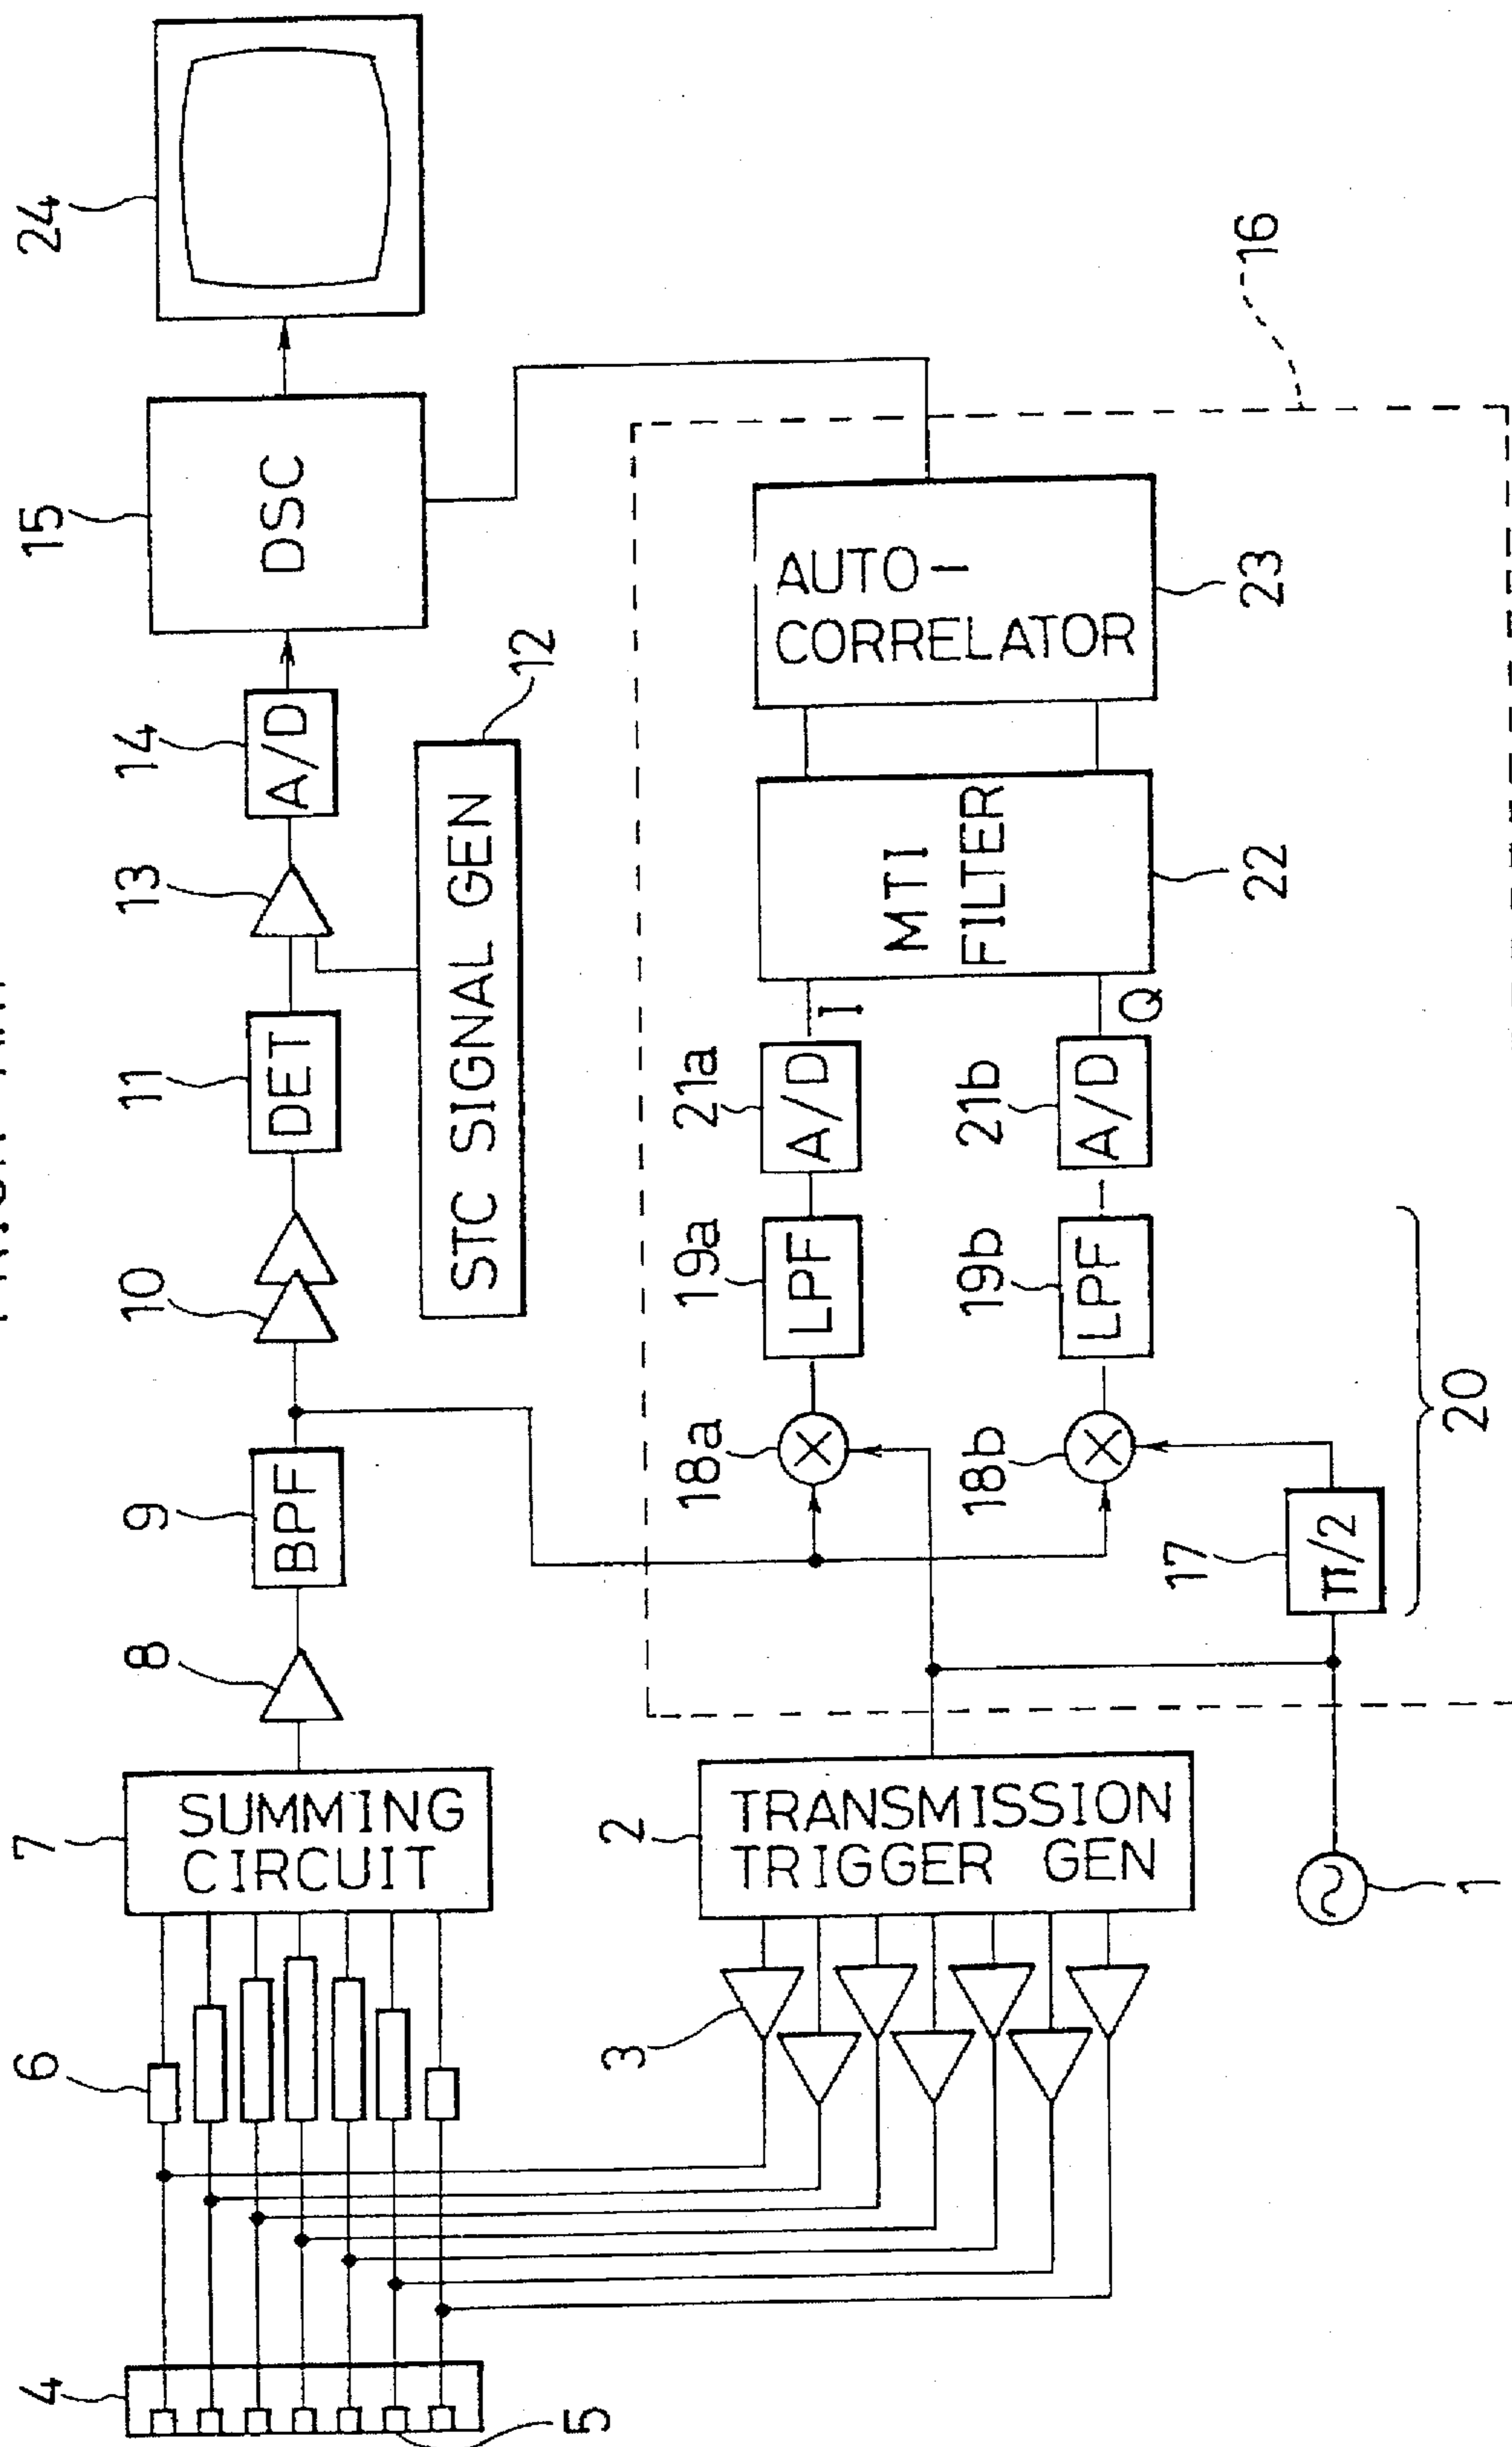 24
15
DSC
14
A/D
12
STC SIGNAL GEN
13
11
DET
10
9
BPF
8
7
SUMMING
CIRCUIT
6
4
5
16
23
AUTO-
CORRELATOR
22
MTI
FILTER
I
Q
21a
A/D
21b
A/D
19a
LPF
19b
LPF
18a
18b
20
17
π/2
2
TRANSMISSION
TRIGGER GEN
3
1